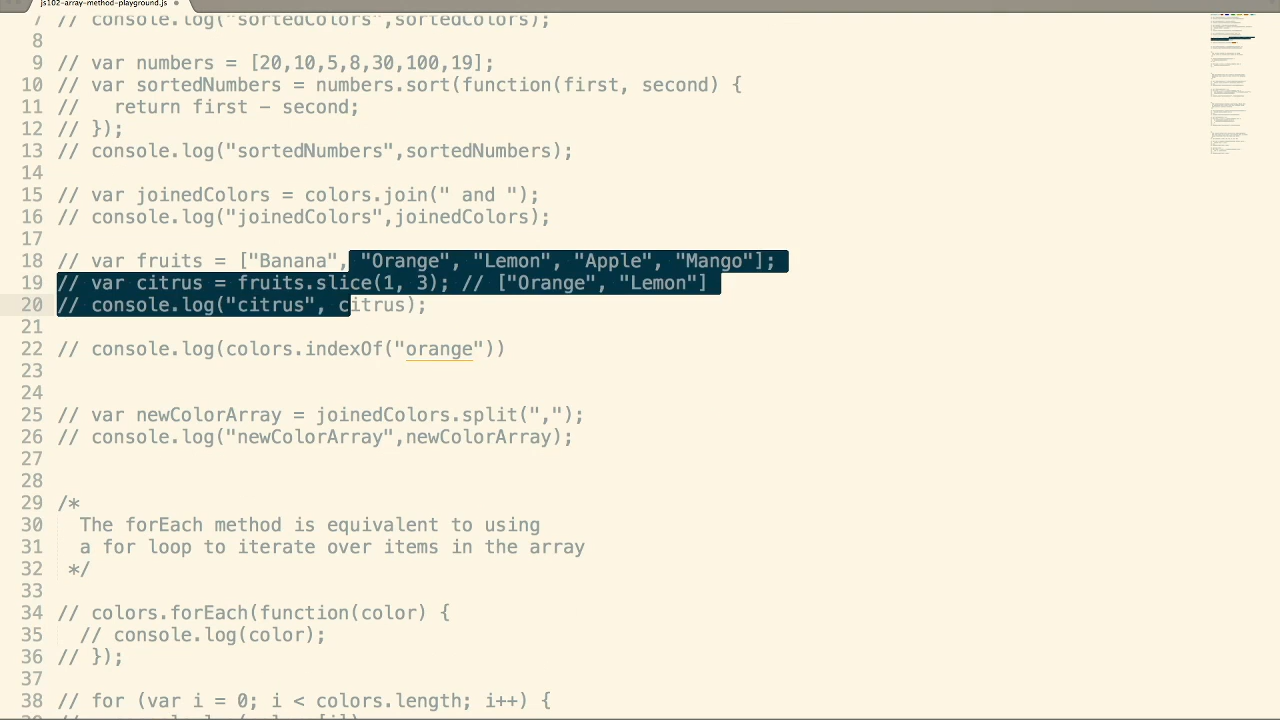 js102-array-method-playground.js
7 // console.log("sortedColors",sortedColors);
8
9 // var numbers = [20,10,5,3,30,100,19];
10 // var sortedNumbers = numbers.sort(function(first, second) {
11 // return first - second;
12 // });
13 // console.log("sortedNumbers",sortedNumbers);
14
15 // var joinedColors = colors.join(" and ");
16 // console.log("joinedColors",joinedColors);
17
18 // var fruits = ["Banana", "Orange", "Lemon", "Apple", "Mango"];
19 // var citrus = fruits.slice(1, 3); // ["Orange", "Lemon"]
20 // console.log("citrus", citrus);
21
22 // console.log(colors.indexOf("orange"))
23
24
25 // var newColorArray = joinedColors.split(",");
26 // console.log("newColorArray",newColorArray);
27
28
29 /*
30 The forEach method is equivalent to using
31 a for loop to iterate over items in the array
32 */
33
34 // colors.forEach(function(color) {
35 // console.log(color);
36 // });
37
38 // for (var i = 0; i < colors.length; i++) {
39